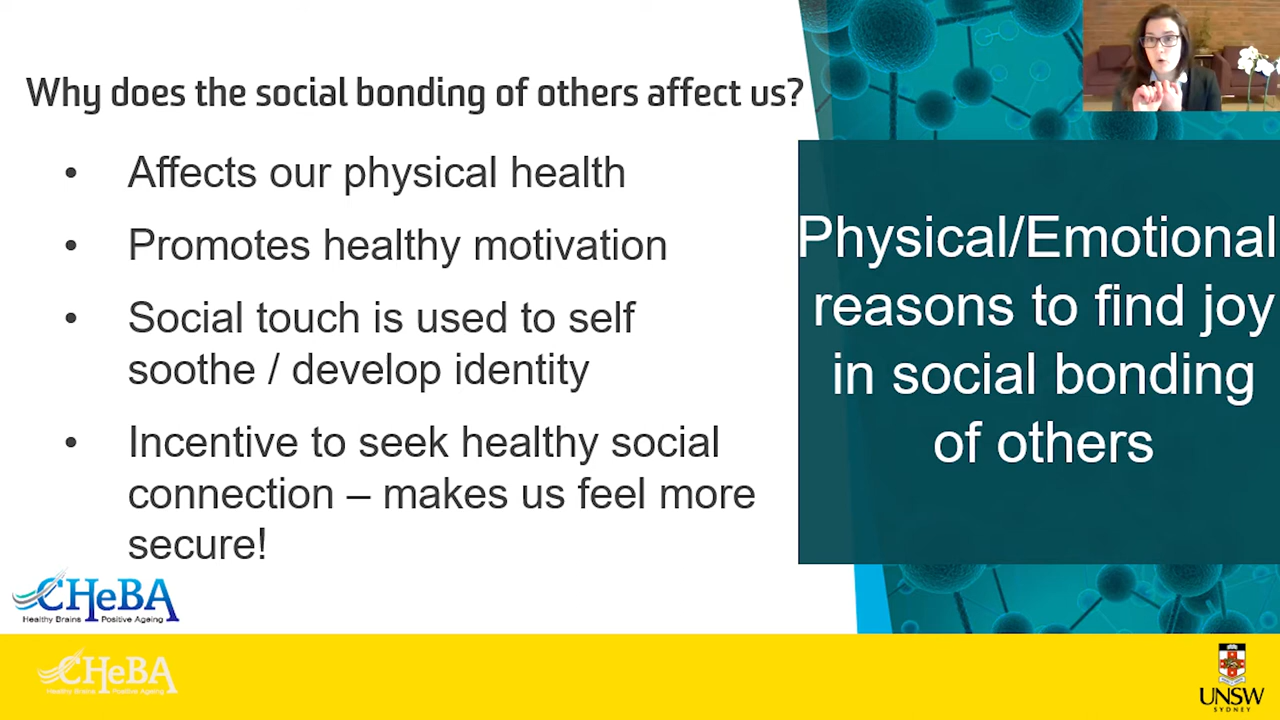 Why does the social bonding of others affect us?
• Affects our physical health
• Promotes healthy motivation
• Social touch is used to self
soothe / develop identity
• Incentive to seek healthy social
connection – makes us feel more
secure!
Physical/Emotional
reasons to find joy
in social bonding
of others
CHeBA
Healthy Brains Positive Ageing
CHeBA
Healthy Brains Positive Ageing
UNSW
SYDNEY